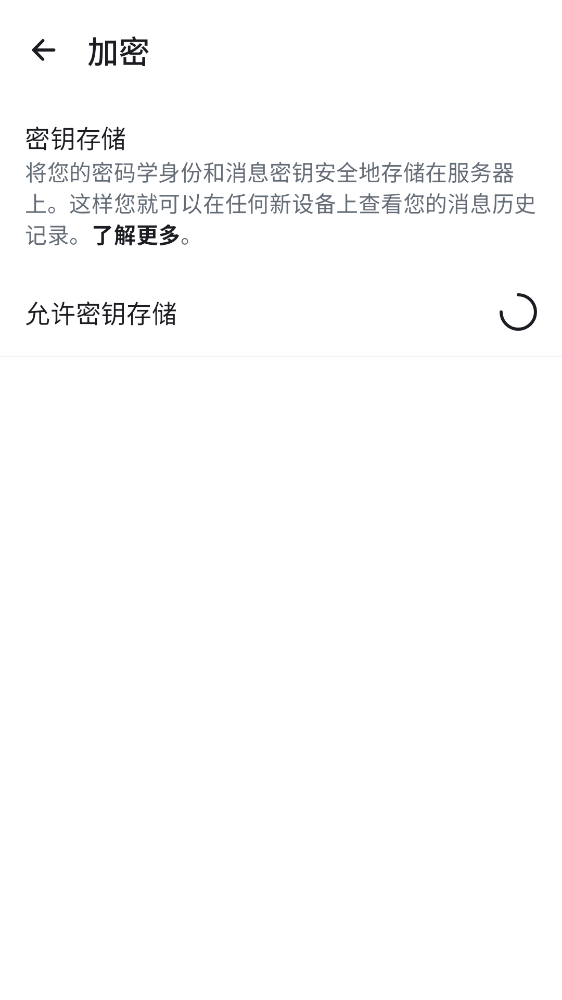 加密
密钥存储
将您的密码学身份和消息密钥安全地存储在服务器
上。这样您就可以在任何新设备上查看您的消息历史
记录。了解更多。
允许密钥存储